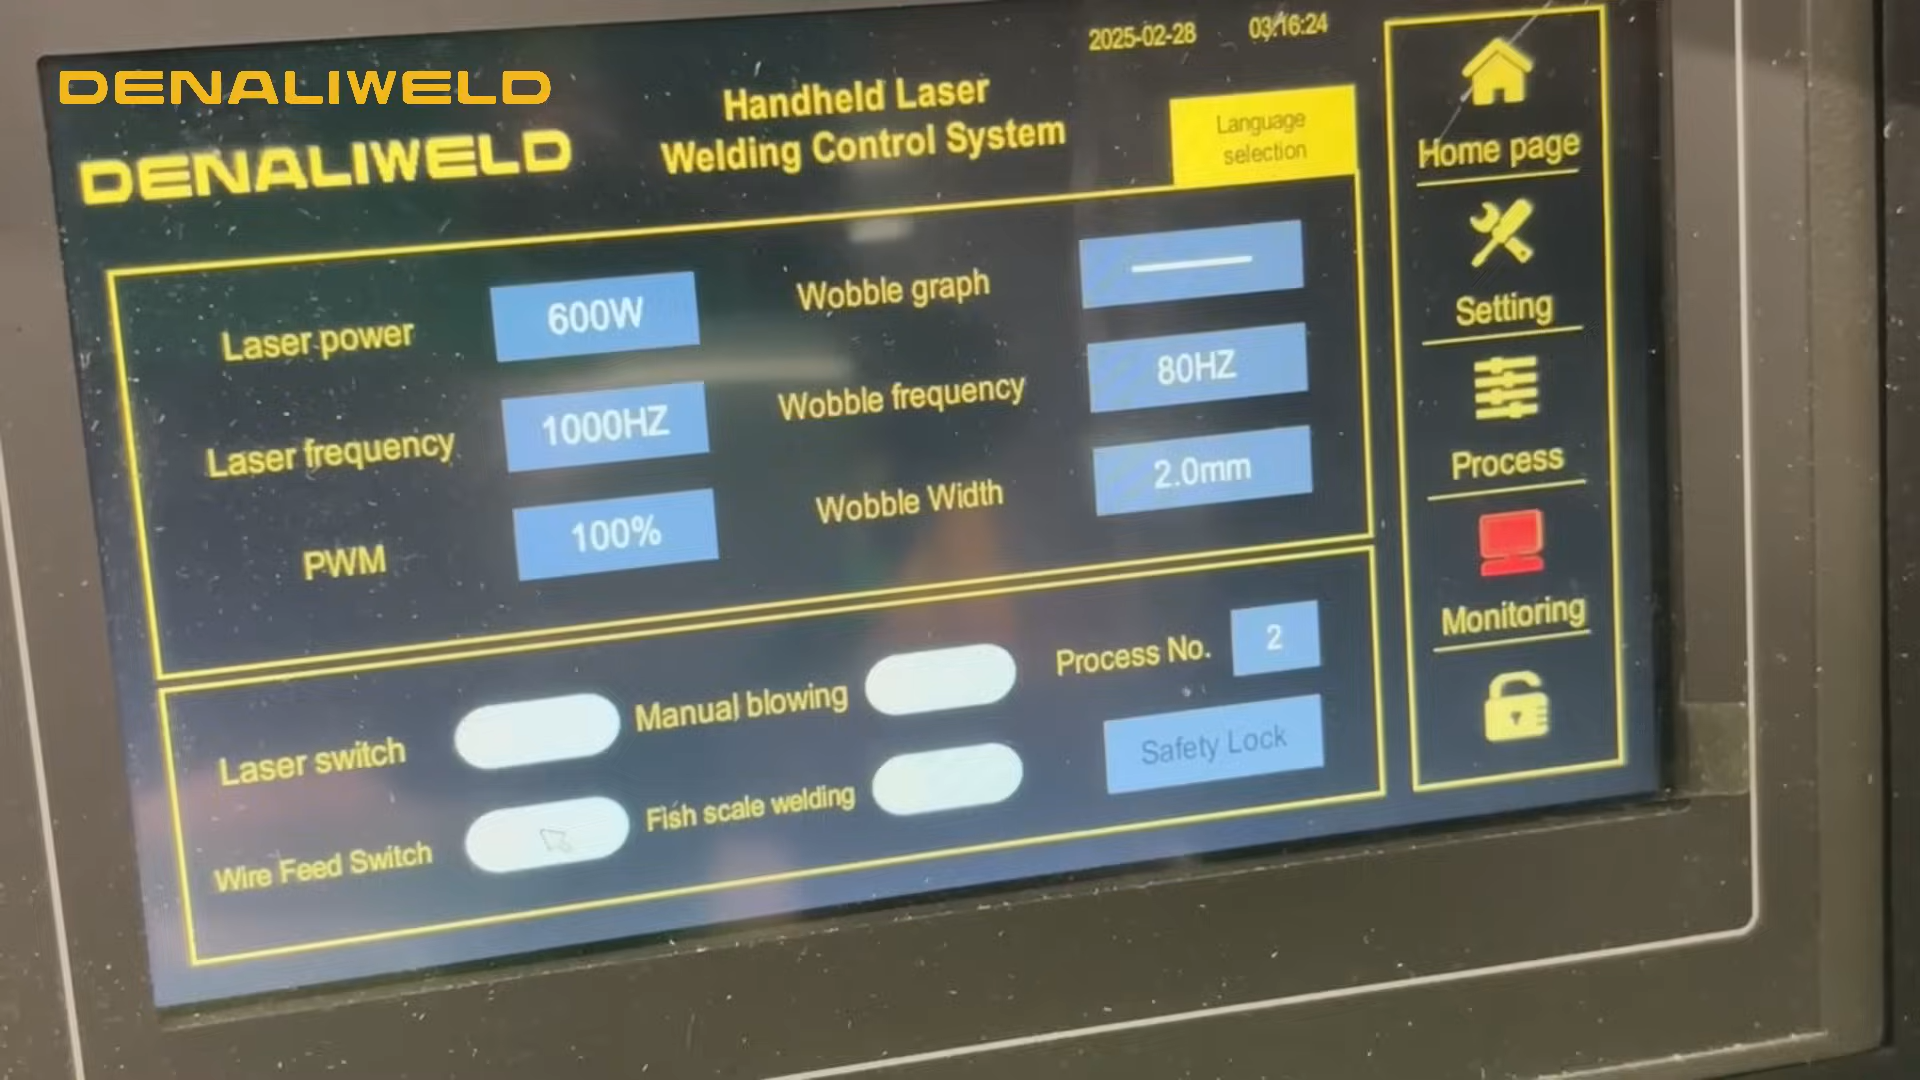 DENALIWELD
2025-02-28 03:16:24
DENALIWELD
Handheld Laser
Welding Control System
Language
selection
Home page
Setting
Process
Monitoring
Laser power 600W
Wobble graph
Laser frequency 1000HZ
Wobble frequency 80HZ
PWM 100%
Wobble Width 2.0mm
Laser switch
Manual blowing
Process No. 2
Wire Feed Switch
Fish scale welding
Safety Lock